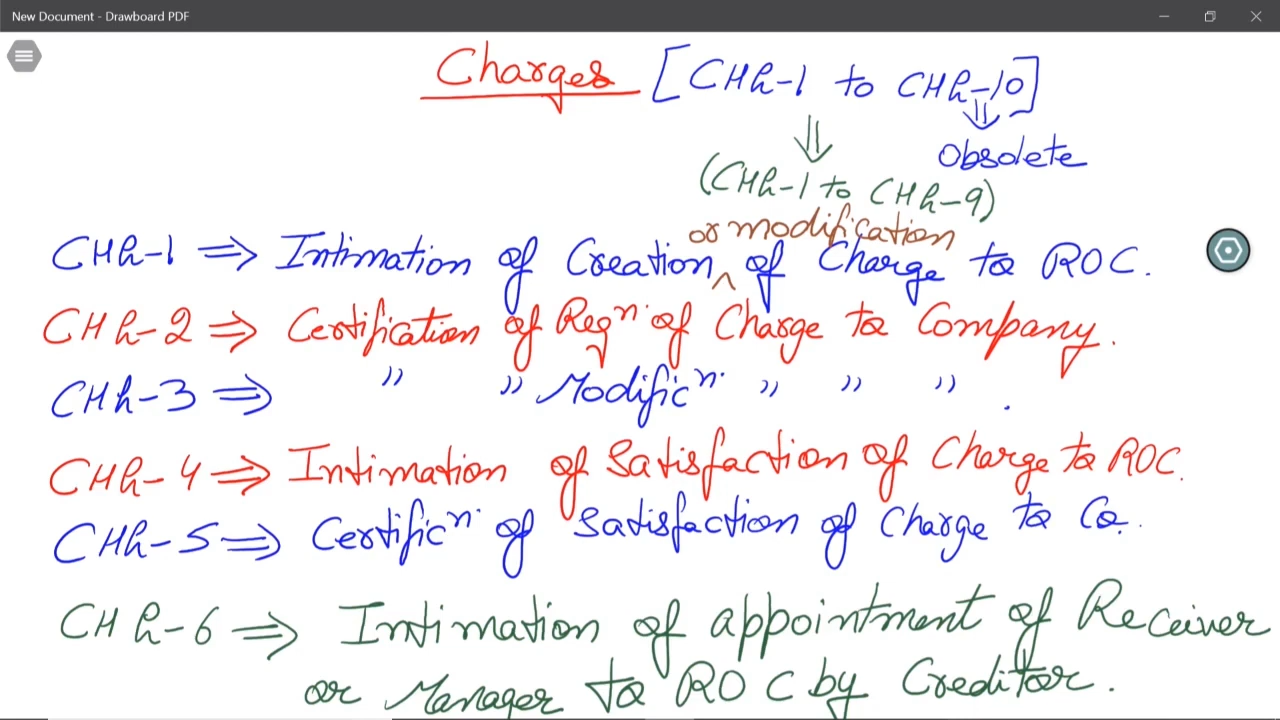 New Document - Drawboard PDF
Charges [CHG-1 to CHG-10]
⇓ ⇓
Obsolete
(CHG-1 to CHG-9)
or modification
CHG-1 ⇒ Intimation of Creation ^ of Charge to ROC.
CHG-2 ⇒ Certification of Regn. of Charge to Company.
CHG-3 ⇒ " " Modificn. " " " .
CHG-4 ⇒ Intimation of Satisfaction of Charge to ROC.
CHG-5 ⇒ Certificn. of Satisfaction of Charge to Co.
CHG-6 ⇒ Intimation of appointment of Receiver
or Manager to ROC by Creditor.